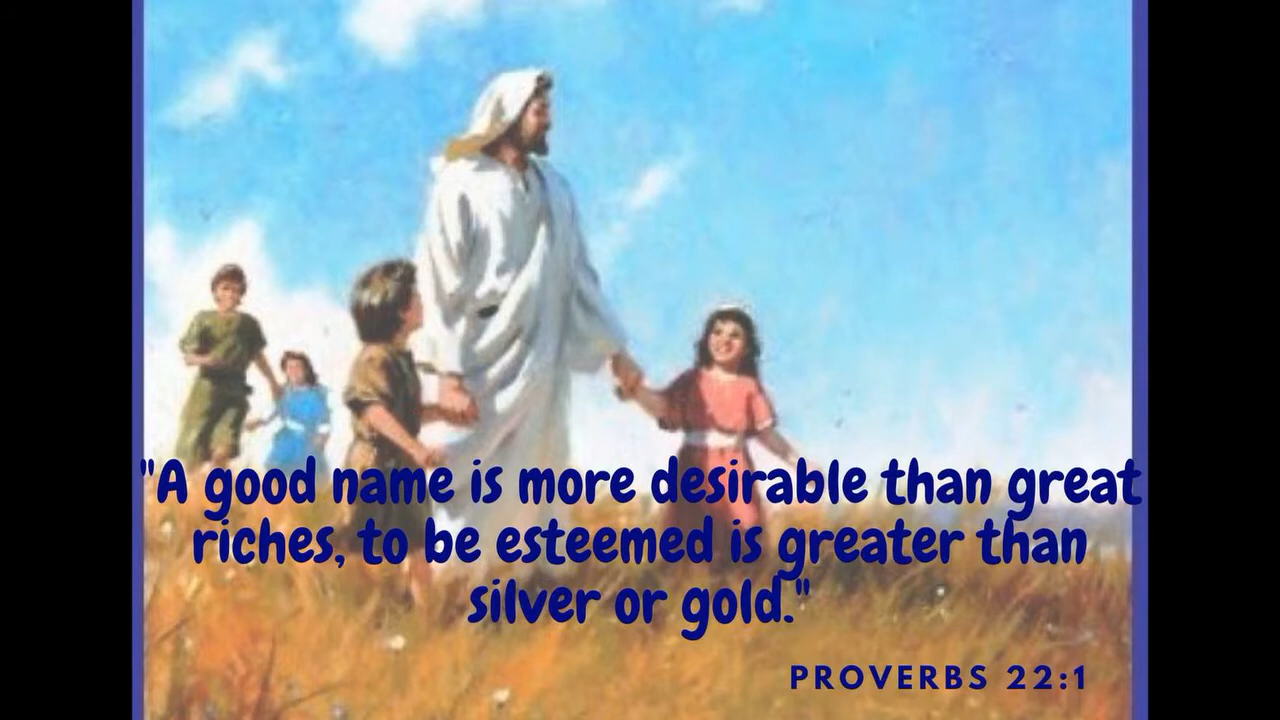 "A good name is more desirable than great
riches, to be esteemed is greater than
silver or gold."
PROVERBS 22:1